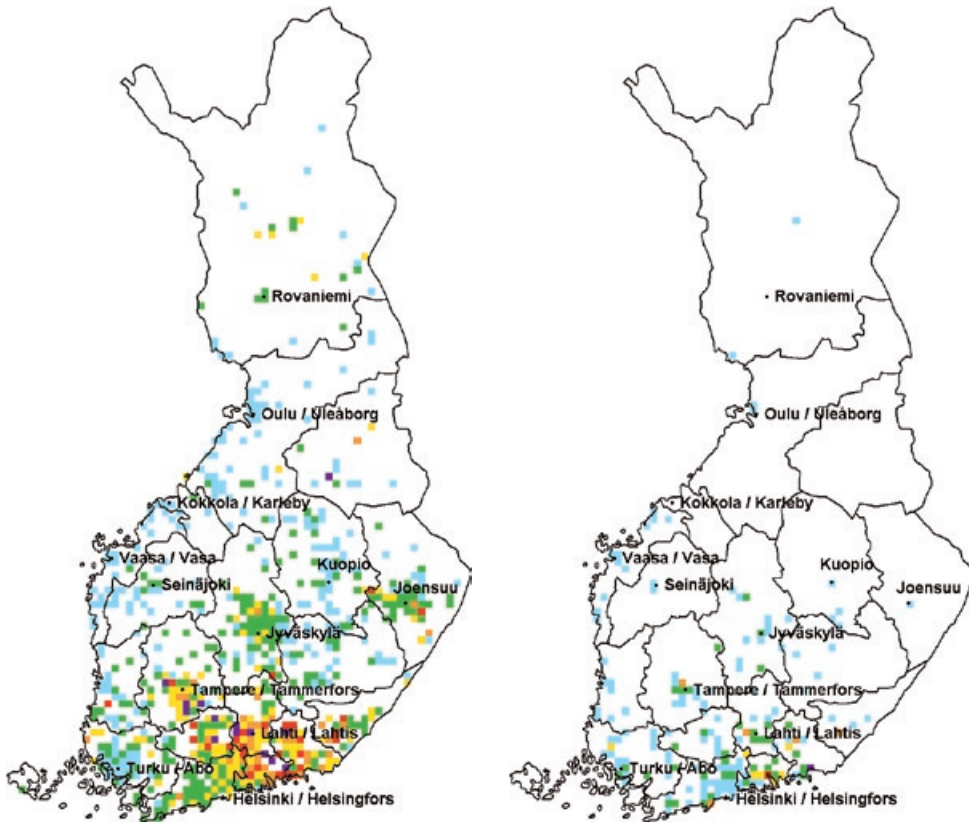 Rovaniemi
Oulu / Uleåborg
Kokkola / Karleby
Vaasa / Vasa
Seinäjoki
Kuopio
Joensuu
Jyväskylä
Tampere / Tammerfors
Lahti / Lahtis
Turku / Åbo
Helsinki / Helsingfors
Rovaniemi
Oulu / Uleåborg
Kokkola / Karleby
Vaasa / Vasa
Seinäjoki
Kuopio
Joensuu
Jyväskylä
Tampere / Tammerfors
Lahti / Lahtis
Turku / Åbo
Helsinki / Helsingfors